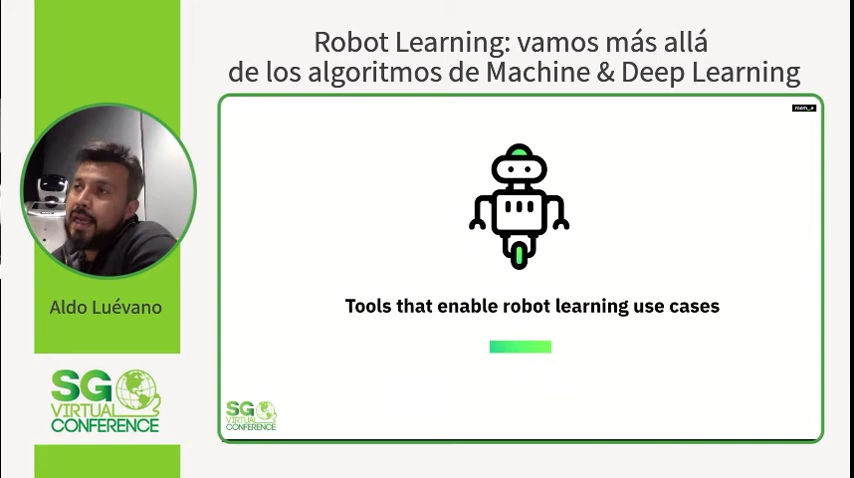 Robot Learning: vamos más allá
de los algoritmos de Machine & Deep Learning
Aldo Luévano
SG
VIRTUAL
CONFERENCE
Tools that enable robot learning use cases
SG
VIRTUAL
CONFERENCE